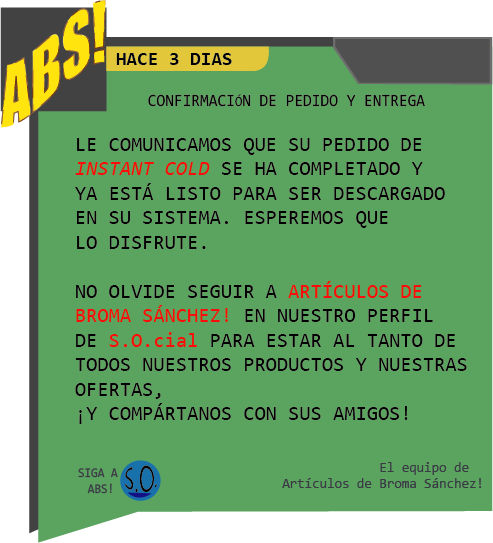 ABS!
HACE 3 DIAS
CONFIRMACIóN DE PEDIDO Y ENTREGA
LE COMUNICAMOS QUE SU PEDIDO DE
INSTANT COLD SE HA COMPLETADO Y
YA ESTÁ LISTO PARA SER DESCARGADO
EN SU SISTEMA. ESPEREMOS QUE
LO DISFRUTE.
NO OLVIDE SEGUIR A ARTÍCULOS DE
BROMA SÁNCHEZ! EN NUESTRO PERFIL
DE S.O.cial PARA ESTAR AL TANTO DE
TODOS NUESTROS PRODUCTOS Y NUESTRAS
OFERTAS,
¡Y COMPÁRTANOS CON SUS AMIGOS!
SIGA A
ABS!
S.O.
El equipo de
Artículos de Broma Sánchez!